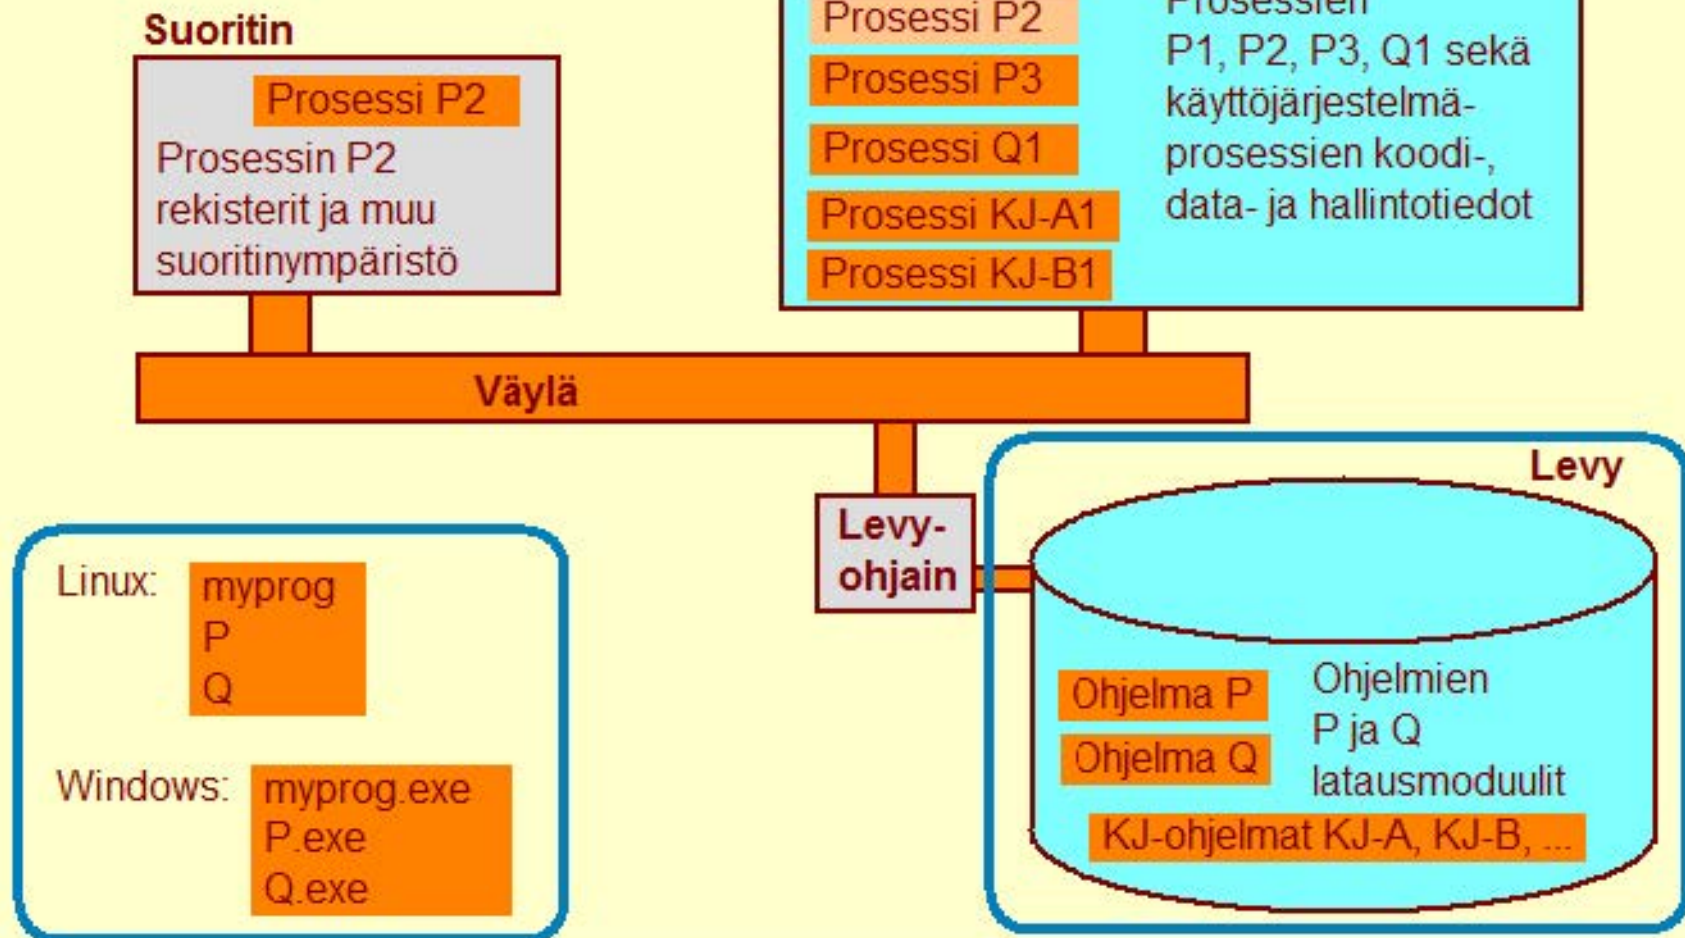 Suoritin
Prosessi P2
Prosessin P2
rekisterit ja muu
suoritinympäristö
Prosessi P2
Prosessi P3
Prosessi Q1
Prosessi KJ-A1
Prosessi KJ-B1
Prosessien
P1, P2, P3, Q1 sekä
käyttöjärjestelmä-
prosessien koodi-,
data- ja hallintotiedot
Väylä
Levy-
ohjain
Levy
Ohjelma P
Ohjelma Q
Ohjelmien
P ja Q
latausmoduulit
KJ-ohjelmat KJ-A, KJ-B, ...
Linux:
myprog
P
Q
Windows:
myprog.exe
P.exe
Q.exe